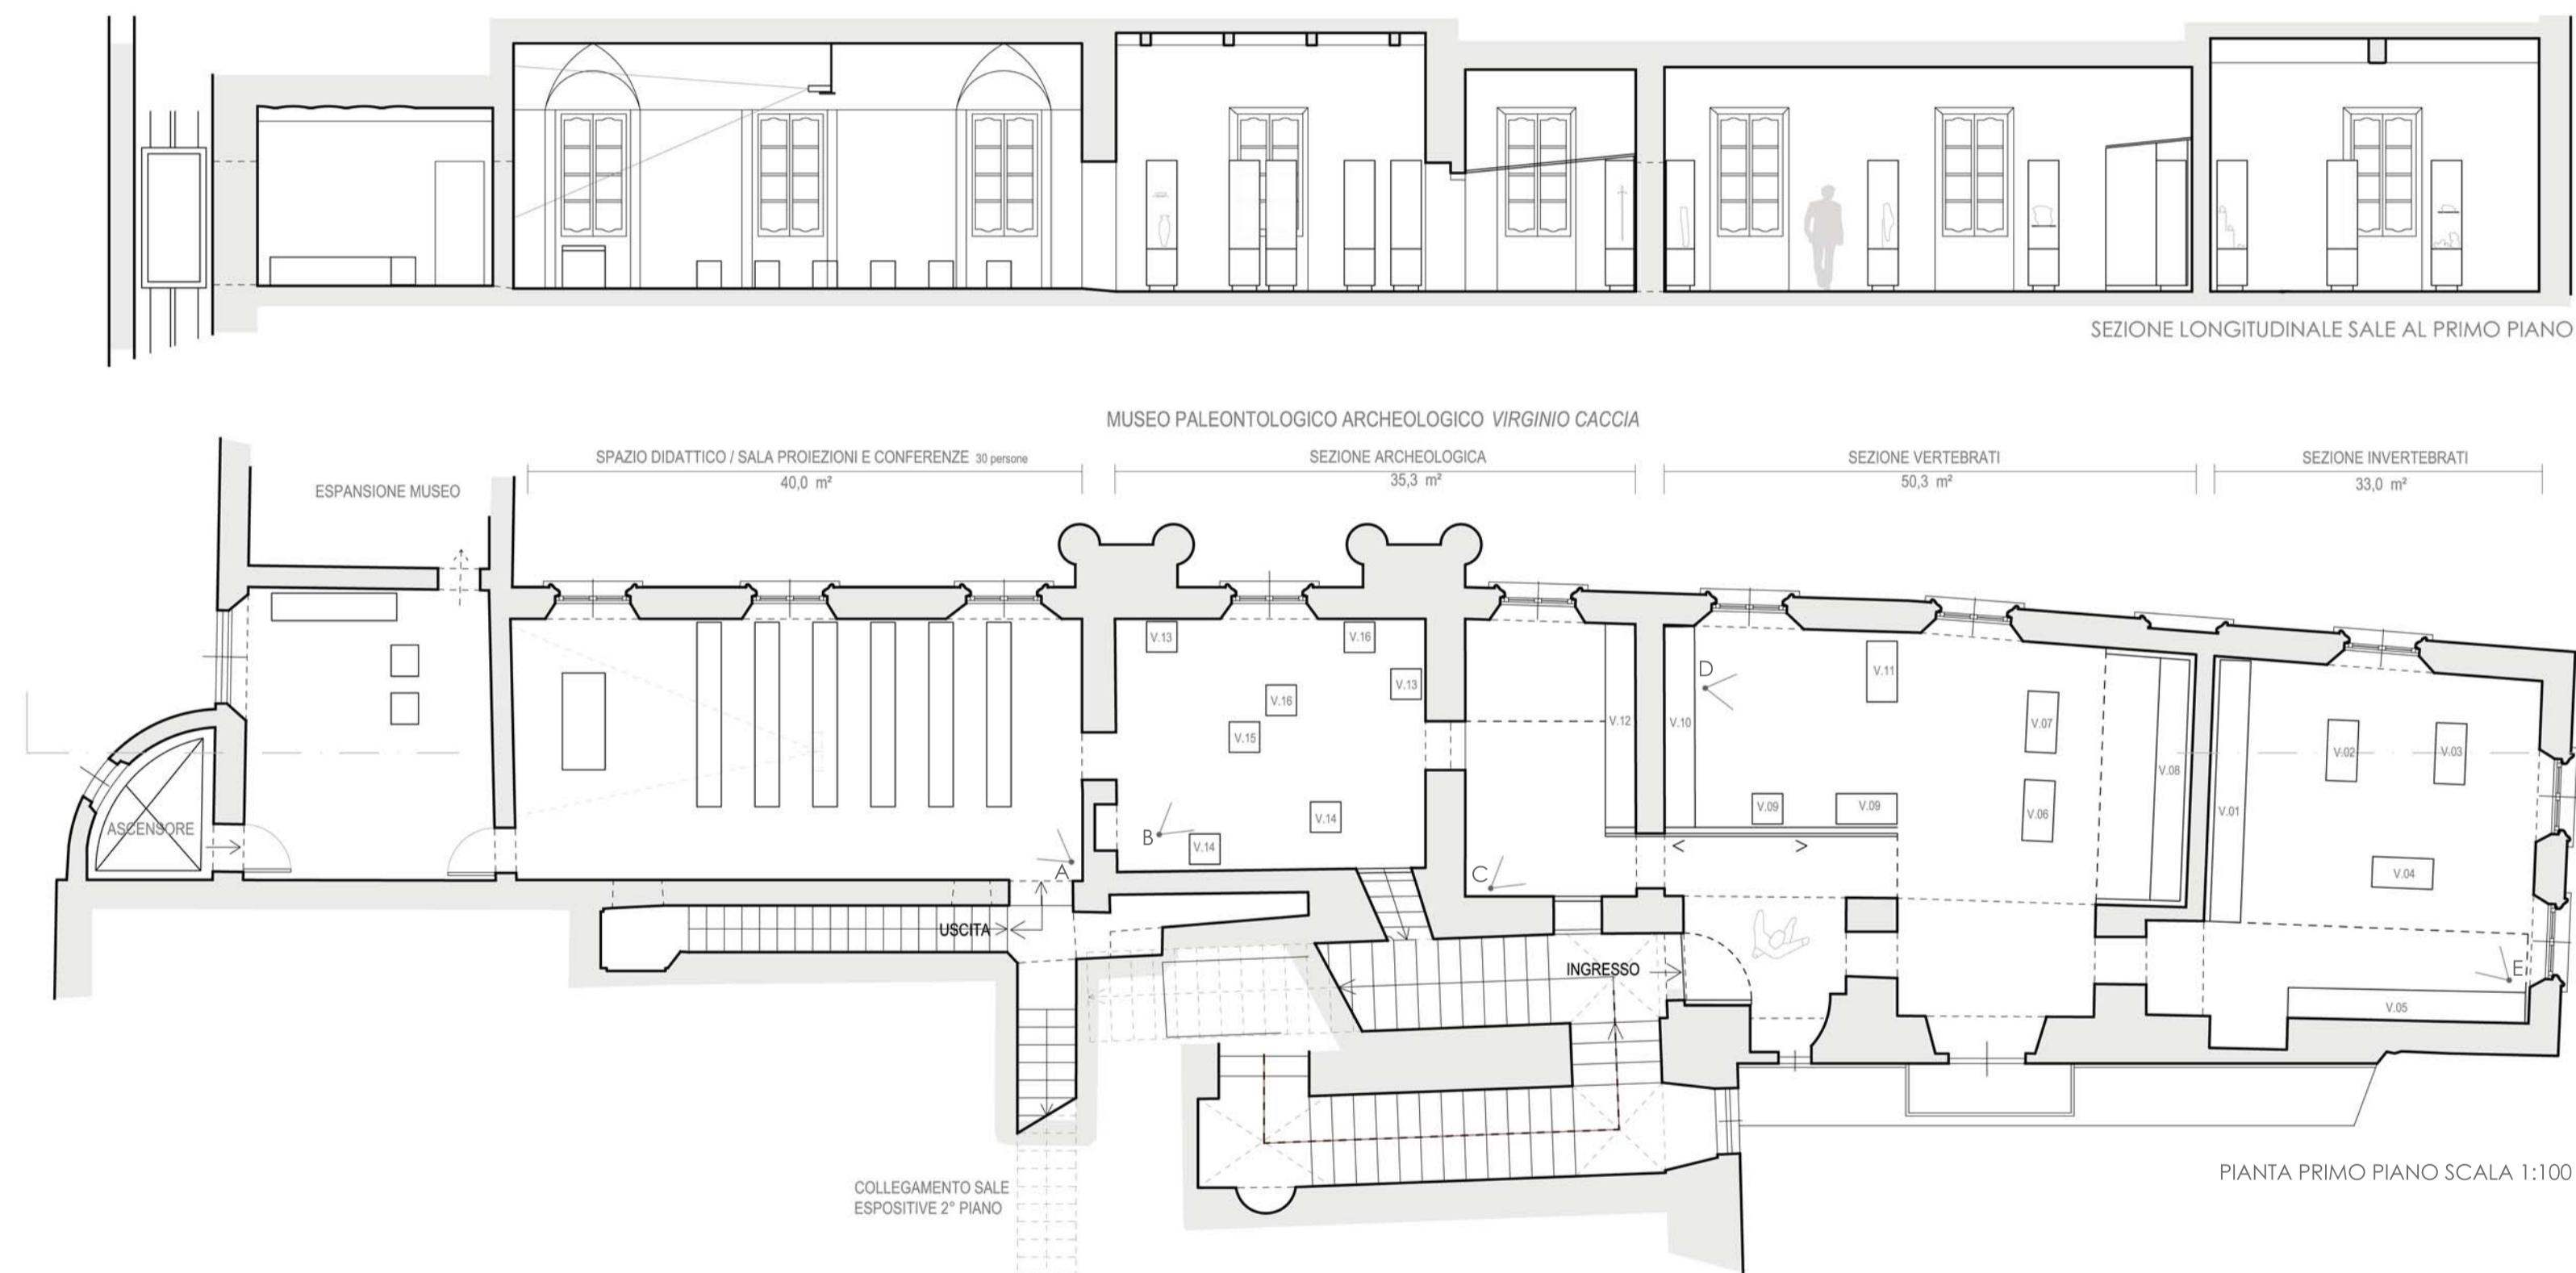 SEZIONE LONGITUDINALE SALE AL PRIMO PIANO
MUSEO PALEONTOLOGICO ARCHEOLOGICO VIRGINIO CACCIA
SPAZIO DIDATTICO / SALA PROIEZIONI E CONFERENZE 30 persone
40,0 m²
SEZIONE ARCHEOLOGICA
35,3 m²
SEZIONE VERTEBRATI
50,3 m²
SEZIONE INVERTEBRATI
33,0 m²
ESPANSIONE MUSEO
V.13
V.16
V.13
V.16
V.15
V.14
V.14
V.12
V.10
D
V.11
V.07
V.09
V.09
V.06
V.08
V.01
V.02
V.03
V.04
V.05
ASCENSORE
A
B
C
< >
E
USCITA
INGRESSO
COLLEGAMENTO SALE
ESPOSITIVE 2° PIANO
PIANTA PRIMO PIANO SCALA 1:100